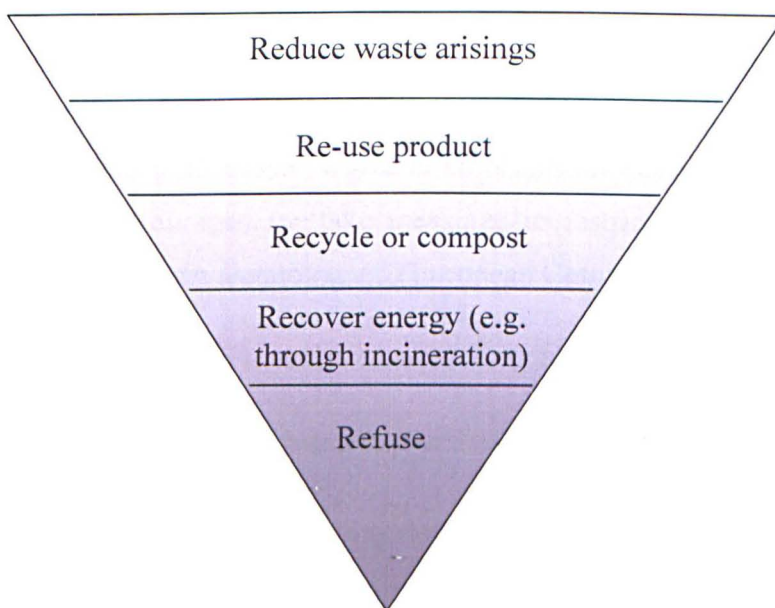 Reduce waste arisings
Re-use product
Recycle or compost
Recover energy (e.g.
through incineration)
Refuse